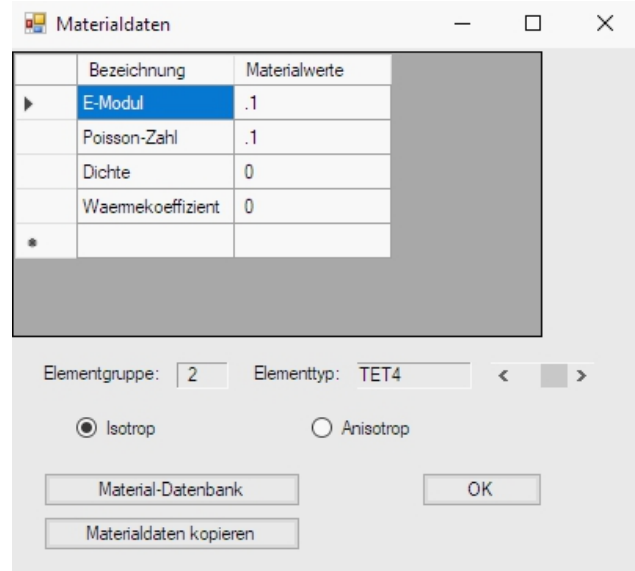 Materialdaten
Bezeichnung Materialwerte
E-Modul .1
Poisson-Zahl .1
Dichte 0
Waermekoeffizient 0
Elementgruppe: 2 Elementtyp: TET4
Isotrop Anisotrop
Material-Datenbank OK
Materialdaten kopieren